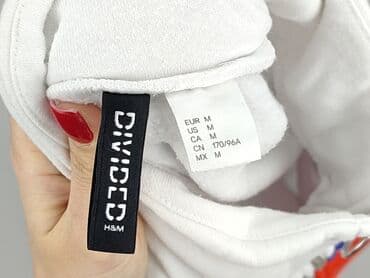 DIVIDED
H&M
EUR M
US M
CA M
CN 170/96A
MX M